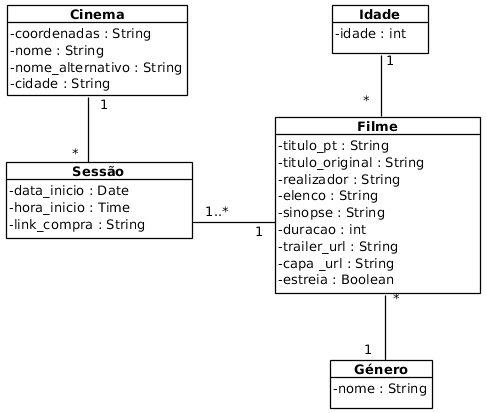 Cinema
-coordenadas : String
-nome : String
-nome_alternativo : String
-cidade : String
1
*
Sessão
-data_inicio : Date
-hora_inicio : Time
-link_compra : String
1..*
1
Idade
-idade : int
1
*
Filme
-titulo_pt : String
-titulo_original : String
-realizador : String
-elenco : String
-sinopse : String
-duracao : int
-trailer_url : String
-capa _url : String
-estreia : Boolean
*
1
Género
-nome : String